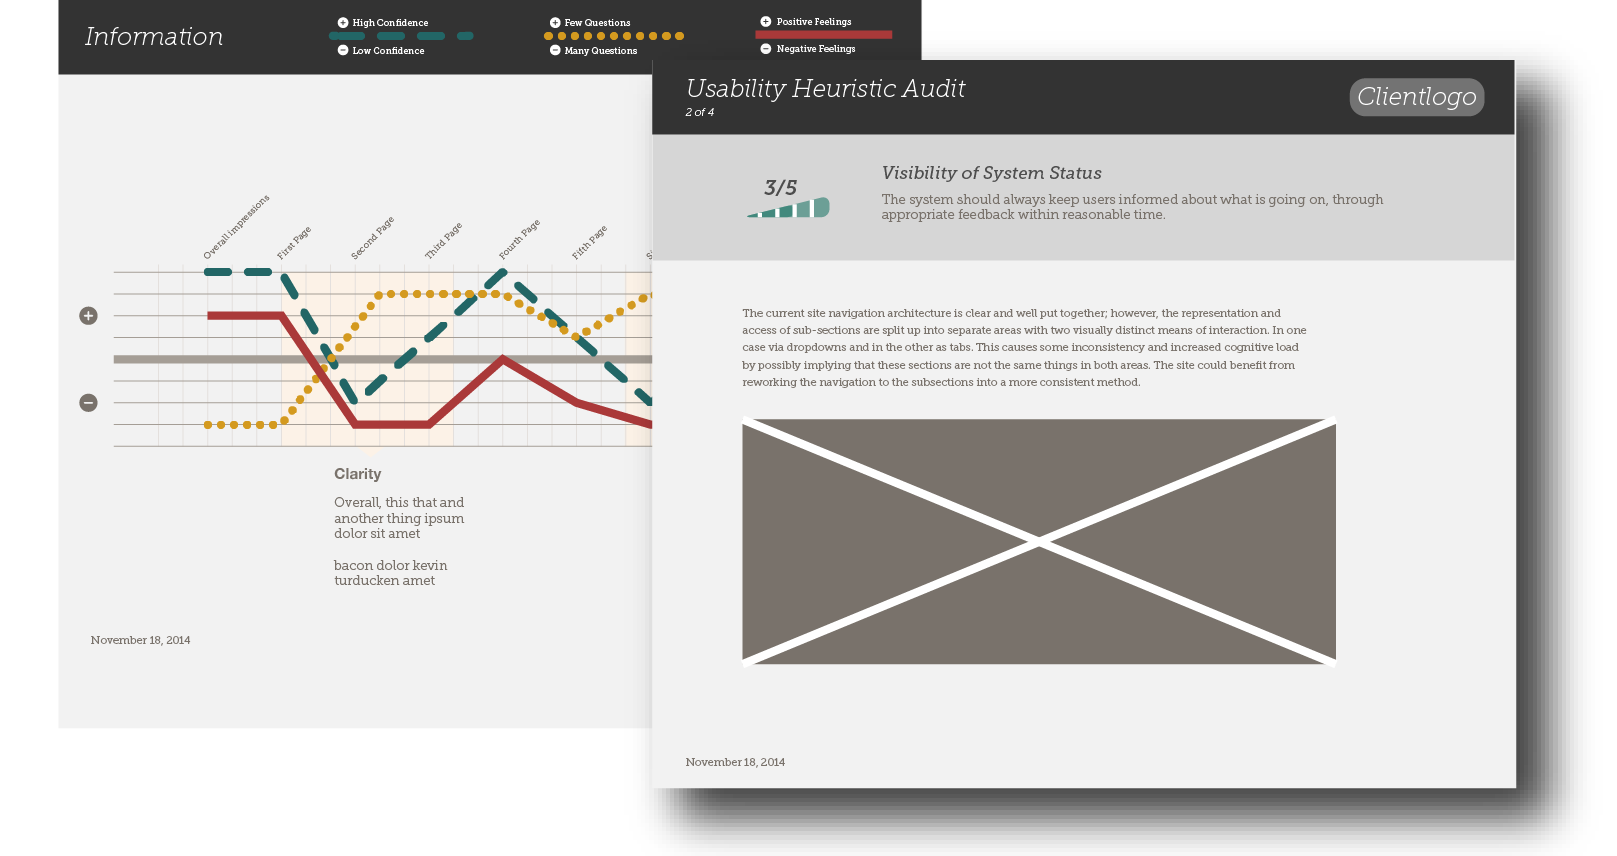 Information
High Confidence
Low Confidence
Few Questions
Many Questions
Positive Feelings
Negative Feelings
Overall impressions
First Page
Second Page
Third Page
Fourth Page
Fifth Page
Clarity
Overall, this that and
another thing ipsum
dolor sit amet
bacon dolor kevin
turducken amet
November 18, 2014
Usability Heuristic Audit
2 of 4
Clientlogo
3/5
Visibility of System Status
The system should always keep users informed about what is going on, through
appropriate feedback within reasonable time.
The current site navigation architecture is clear and well put together; however, the representation and
access of sub-sections are split up into separate areas with two visually distinct means of interaction. In one
case via dropdowns and in the other as tabs. This causes some inconsistency and increased cognitive load
by possibly implying that these sections are not the same things in both areas. The site could benefit from
reworking the navigation to the subsections into a more consistent method.
November 18, 2014